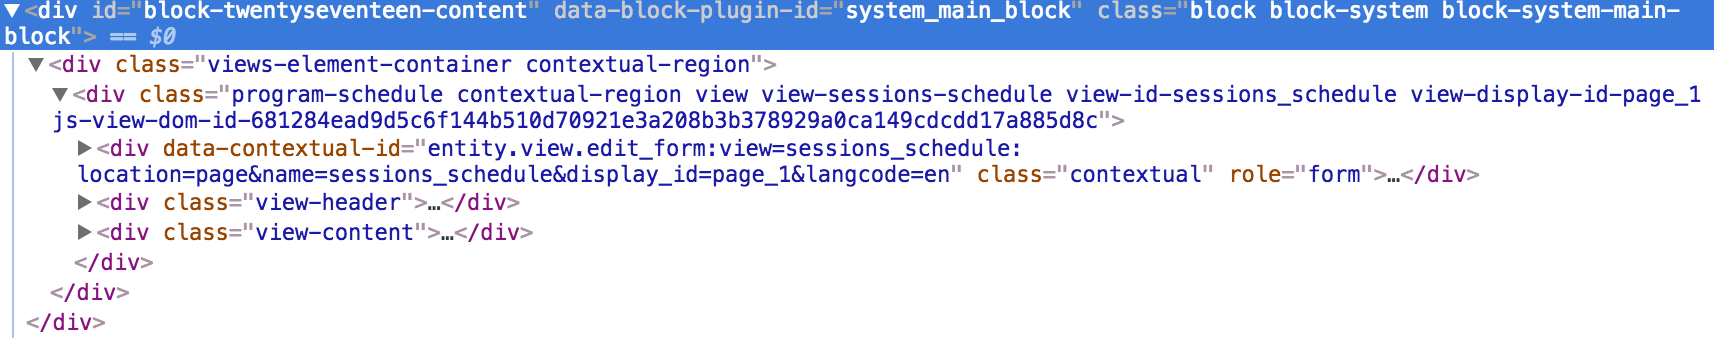 ▼<div id="block-twentyseventeen-content" data-block-plugin-id="system_main_block" class="block block-system block-system-main-
block"> == $0
▼<div class="views-element-container contextual-region">
▼<div class="program-schedule contextual-region view view-sessions-schedule view-id-sessions_schedule view-display-id-page_1
js-view-dom-id-681284ead9d5c6f144b510d70921e3a208b3b378929a0ca149cdcdd17a885d8c">
▶<div data-contextual-id="entity.view.edit_form:view=sessions_schedule:
location=page&name=sessions_schedule&display_id=page_1&langcode=en" class="contextual" role="form">…</div>
▶<div class="view-header">…</div>
▶<div class="view-content">…</div>
</div>
</div>
</div>